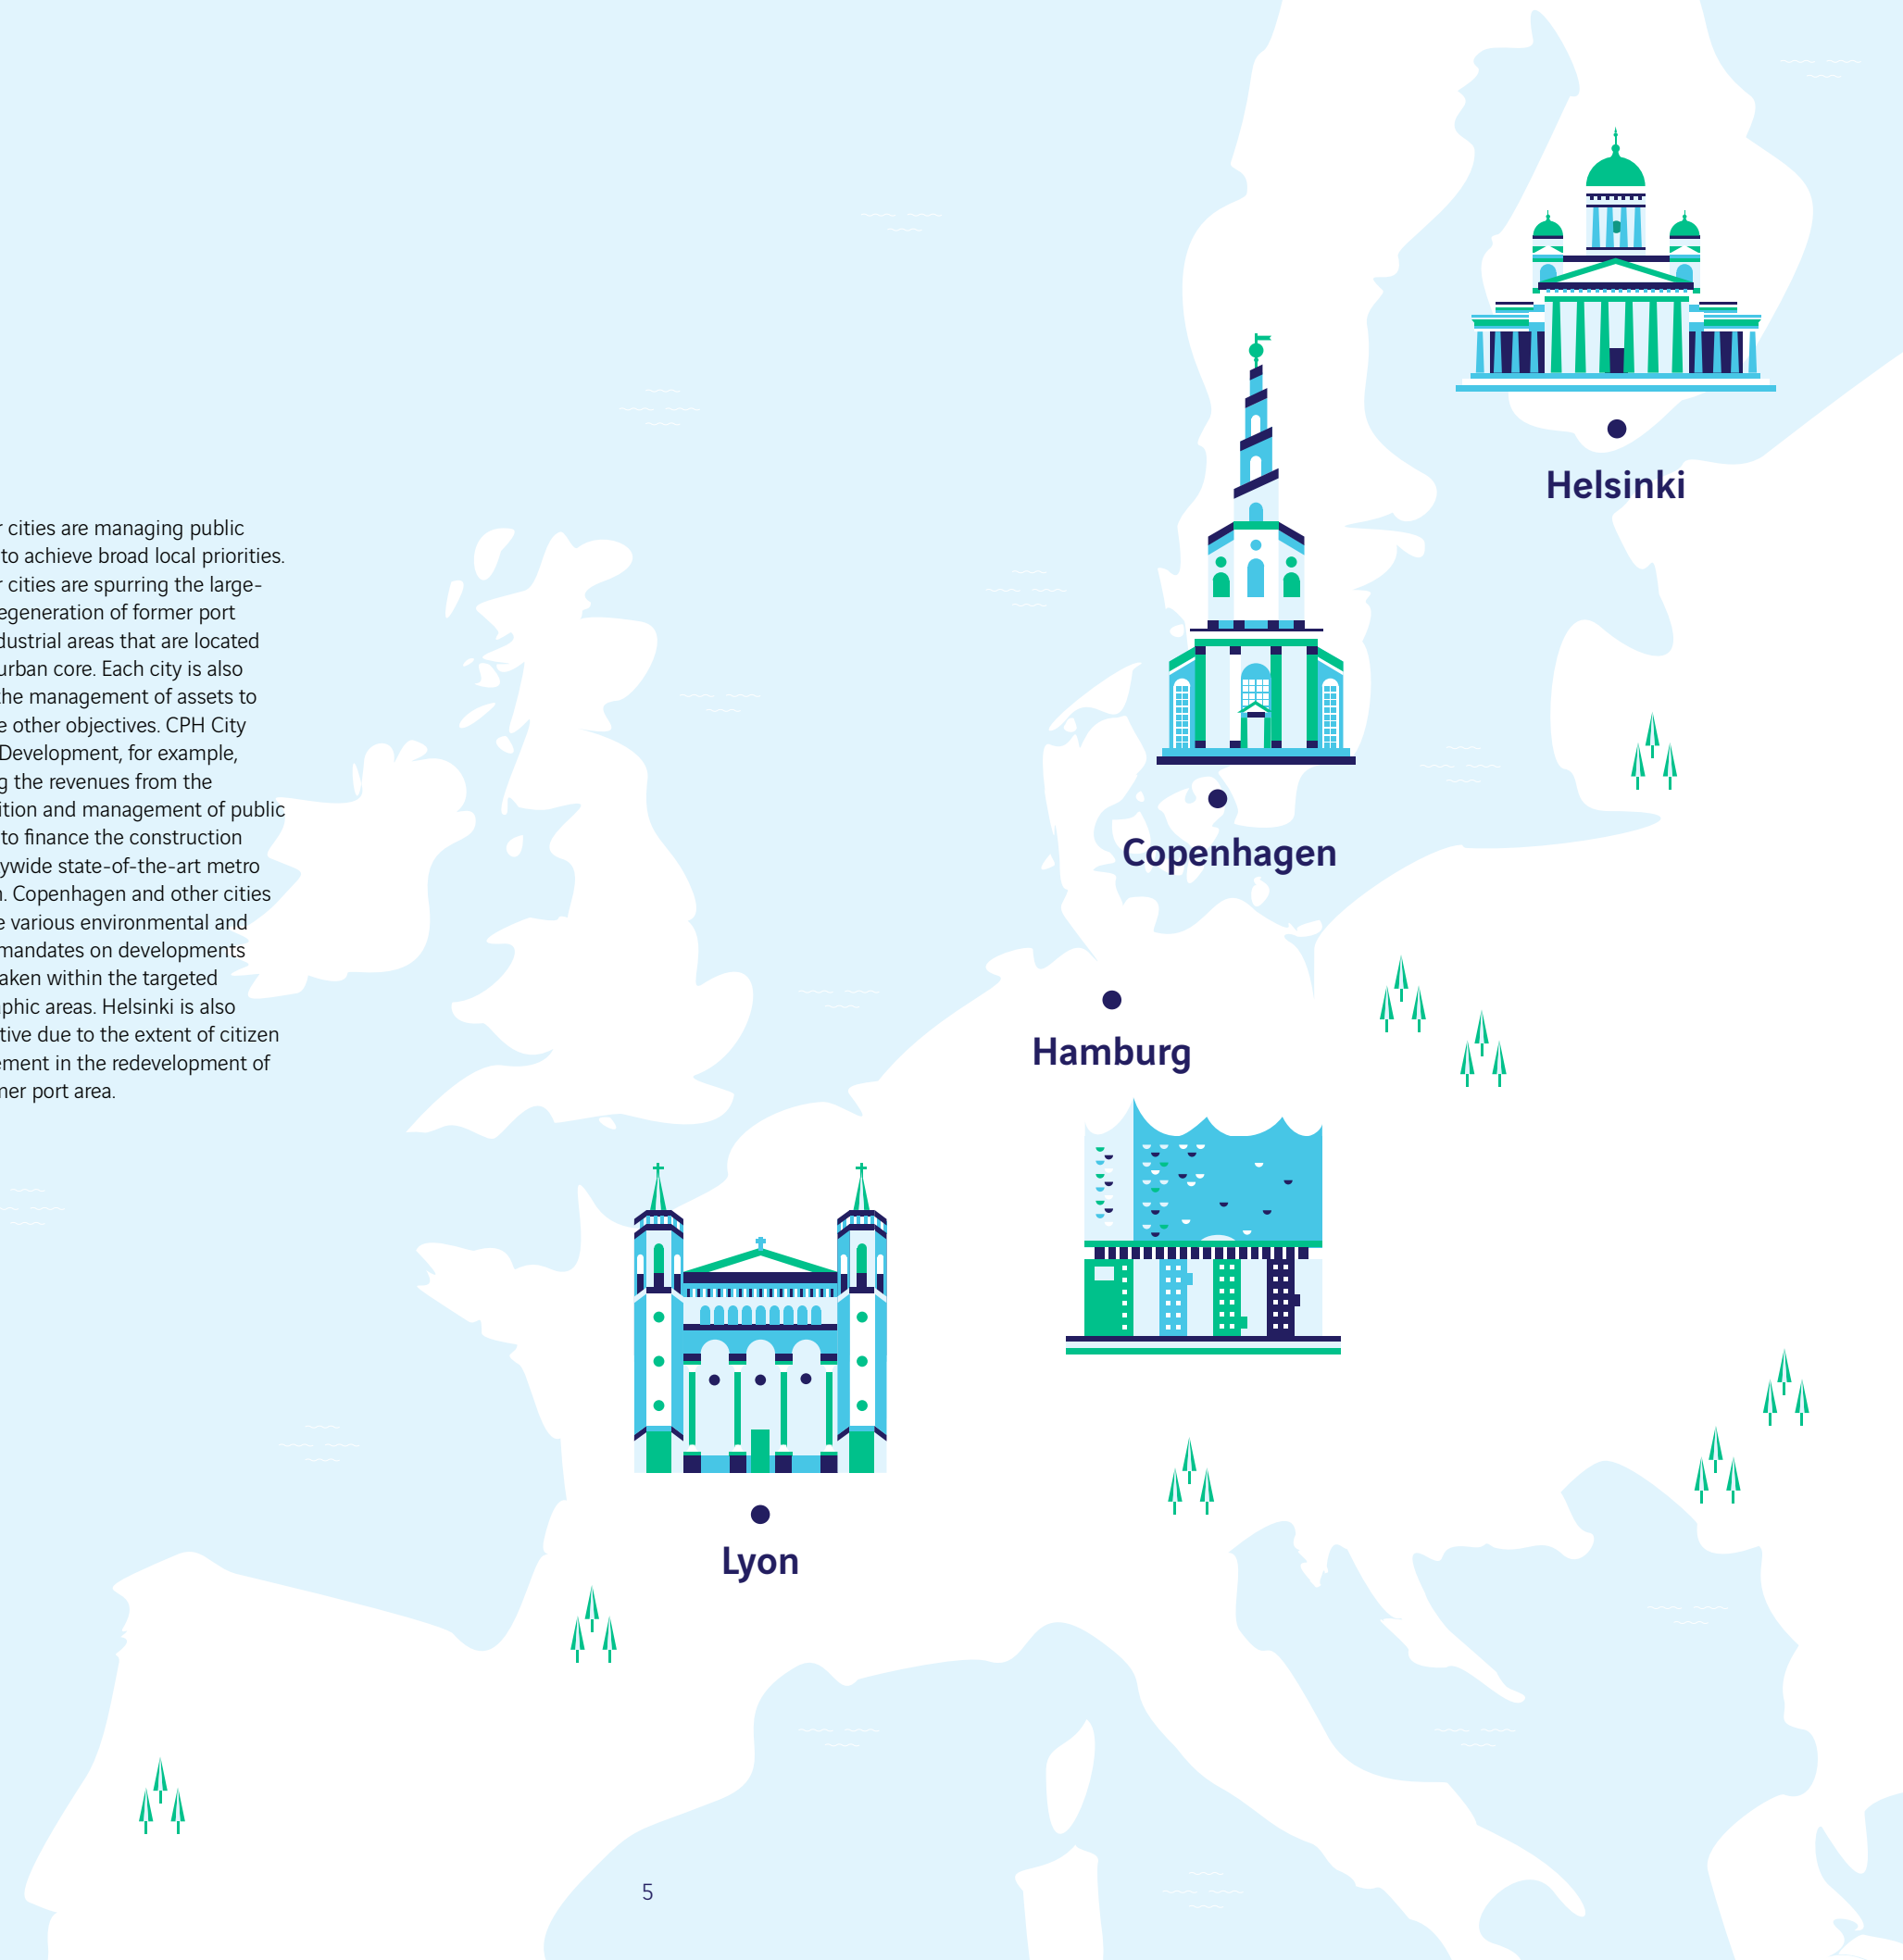 cities are managing public
to achieve broad local priorities.
cities are spurring the large-
egeneration of former port
dustrial areas that are located
urban core. Each city is also
the management of assets to
e other objectives. CPH City
Development, for example,
g the revenues from the
ition and management of public
to finance the construction
ywide state-of-the-art metro
. Copenhagen and other cities
e various environmental and
mandates on developments
aken within the targeted
phic areas. Helsinki is also
tive due to the extent of citizen
ement in the redevelopment of
ner port area.
Helsinki
Copenhagen
Hamburg
Lyon
5